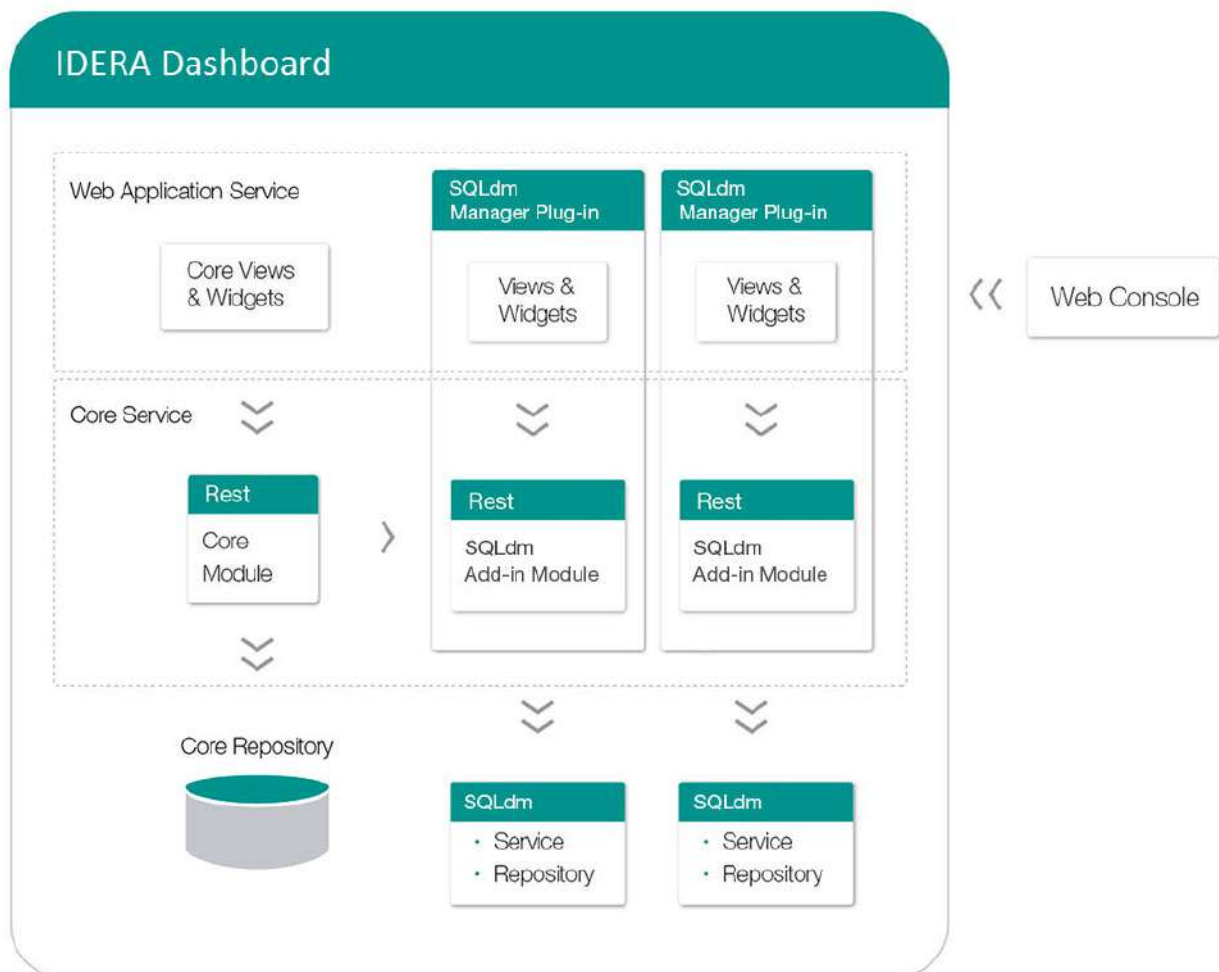 IDERA Dashboard
Web Application Service
Core Views
& Widgets
SQLdm
Manager Plug-in
Views &
Widgets
SQLdm
Manager Plug-in
Views &
Widgets
Web Console
Core Service
Rest
Core
Module
Rest
SQLdm
Add-in Module
Rest
SQLdm
Add-in Module
Core Repository
SQLdm
• Service
• Repository
SQLdm
• Service
• Repository